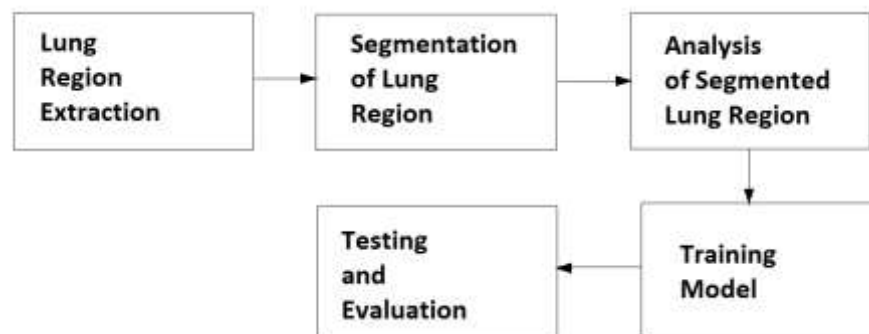 Lung
Region
Extraction
Segmentation
of Lung
Region
Analysis
of Segmented
Lung Region
Training
Model
Testing
and
Evaluation